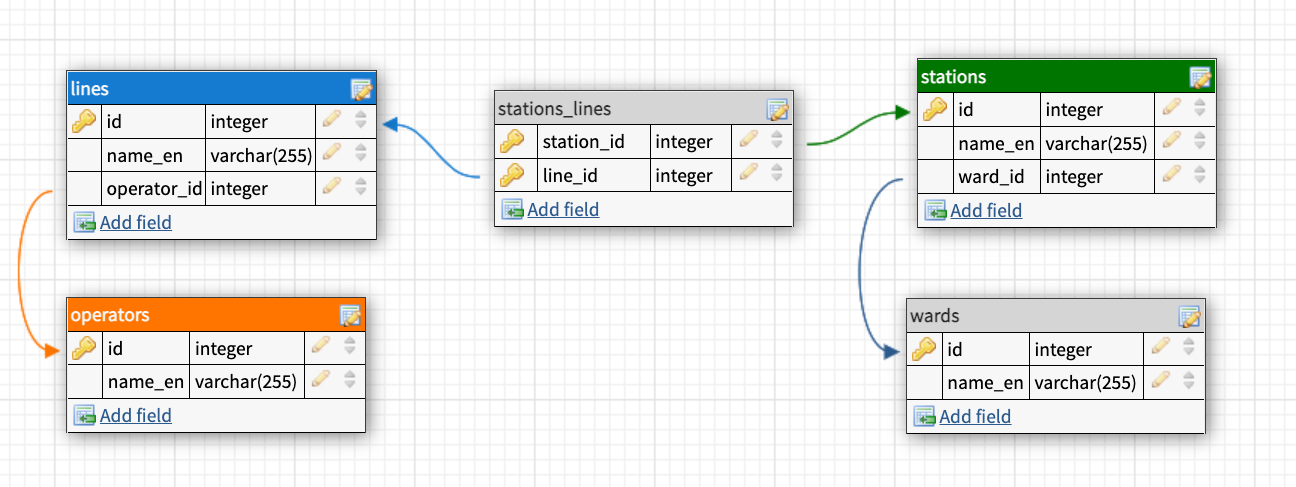 lines
id integer
name_en varchar(255)
operator_id integer
Add field
stations_lines
station_id integer
line_id integer
Add field
stations
id integer
name_en varchar(255)
ward_id integer
Add field
operators
id integer
name_en varchar(255)
Add field
wards
id integer
name_en varchar(255)
Add field